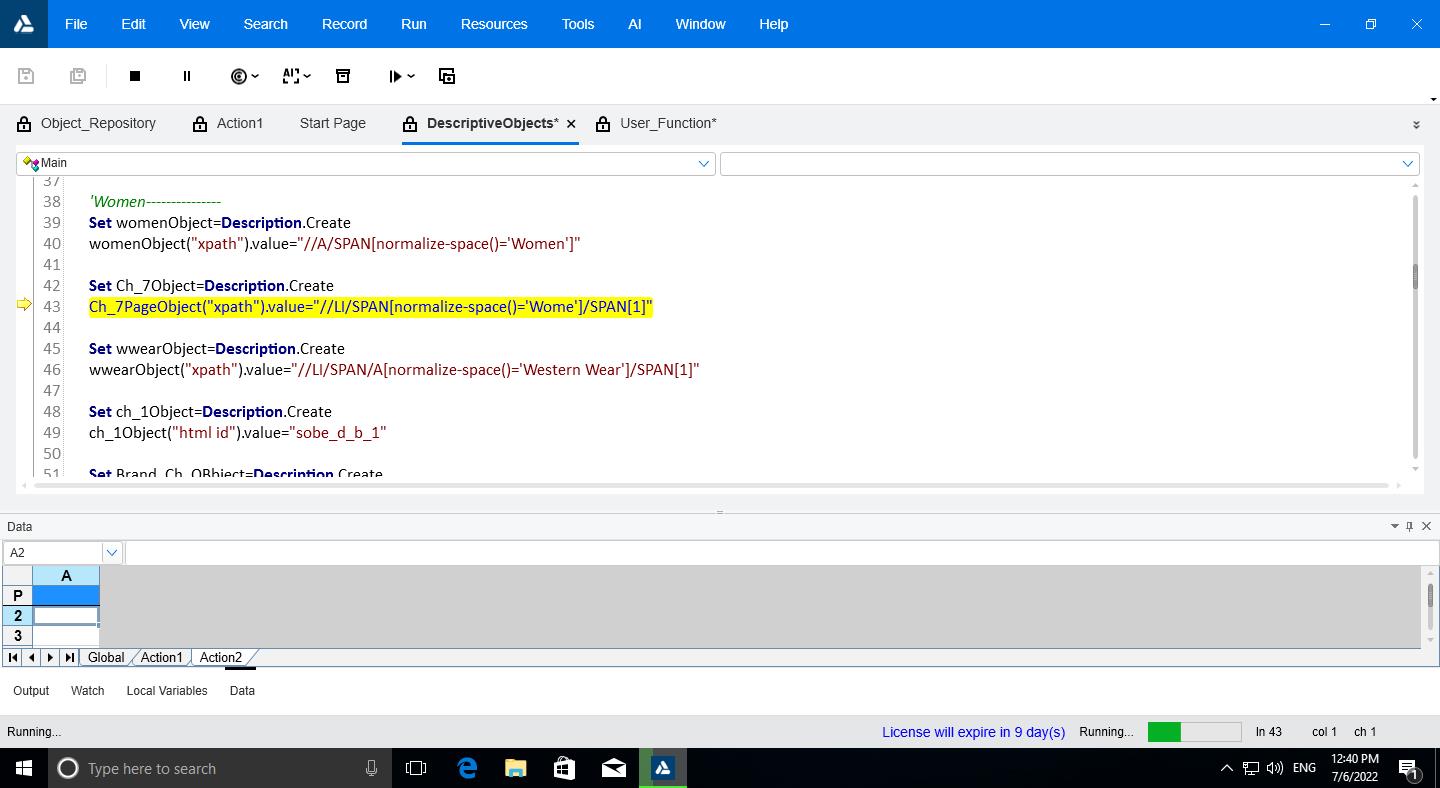 File Edit View Search Record Run Resources Tools AI Window Help
Object_Repository Action1 Start Page DescriptiveObjects* User_Function*
Main
37
38 'Women---------------
39 Set womenObject=Description.Create
40 womenObject("xpath").value="//A/SPAN[normalize-space()='Women']"
41
42 Set Ch_7Object=Description.Create
43 Ch_7PageObject("xpath").value="//LI/SPAN[normalize-space()='Wome']/SPAN[1]"
44
45 Set wwearObject=Description.Create
46 wwearObject("xpath").value="//LI/SPAN/A[normalize-space()='Western Wear']/SPAN[1]"
47
48 Set ch_1Object=Description.Create
49 ch_1Object("html id").value="sobe_d_b_1"
50
51 Set Brand_Ch_OBbject=Description.Create
Data
A2
A
P
2
3
Global Action1 Action2
Output Watch Local Variables Data
Running... License will expire in 9 day(s) Running... ln 43 col 1 ch 1
Type here to search ENG 12:40 PM
7/6/2022
1